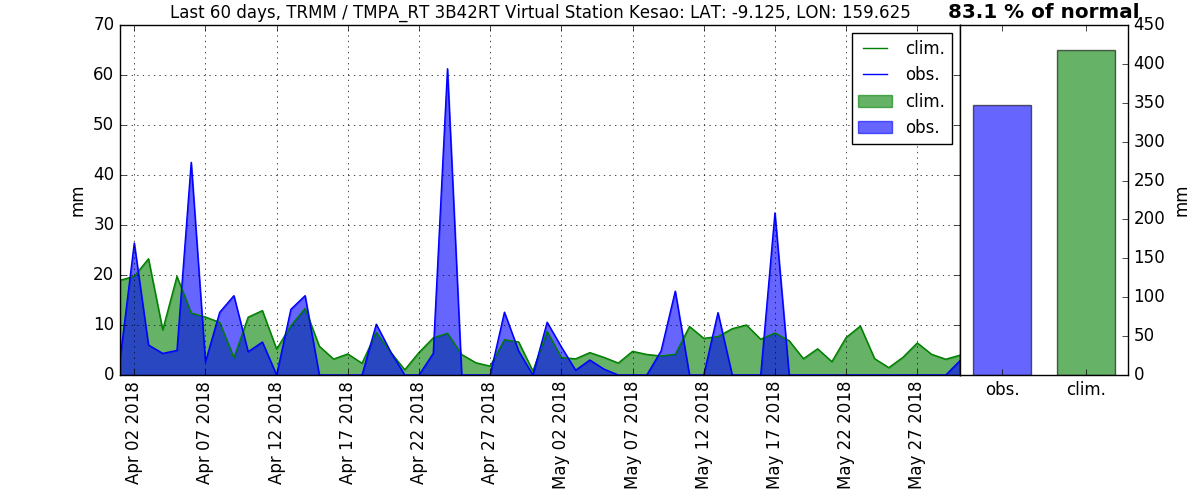 Last 60 days, TRMM / TMPA_RT 3B42RT Virtual Station Kesao: LAT: -9.125, LON: 159.625
83.1 % of normal
70
60
50
40
30
20
10
0
mm
clim.
obs.
clim.
obs.
450
400
350
300
250
200
150
100
50
0
mm
Apr 02 2018
Apr 07 2018
Apr 12 2018
Apr 17 2018
Apr 22 2018
Apr 27 2018
May 02 2018
May 07 2018
May 12 2018
May 17 2018
May 22 2018
May 27 2018
obs.
clim.